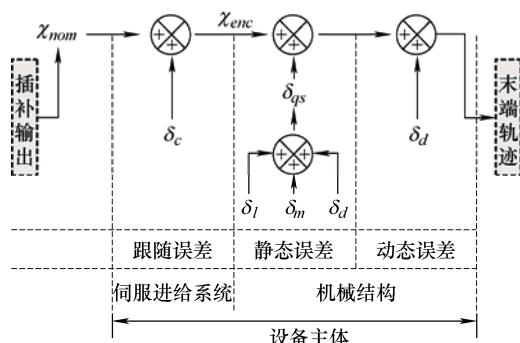 χnom
χenc
插补输出
末端轨迹
δqs
δc
δd
δl
δm
δd
跟随误差
静态误差
动态误差
伺服进给系统
机械结构
设备主体